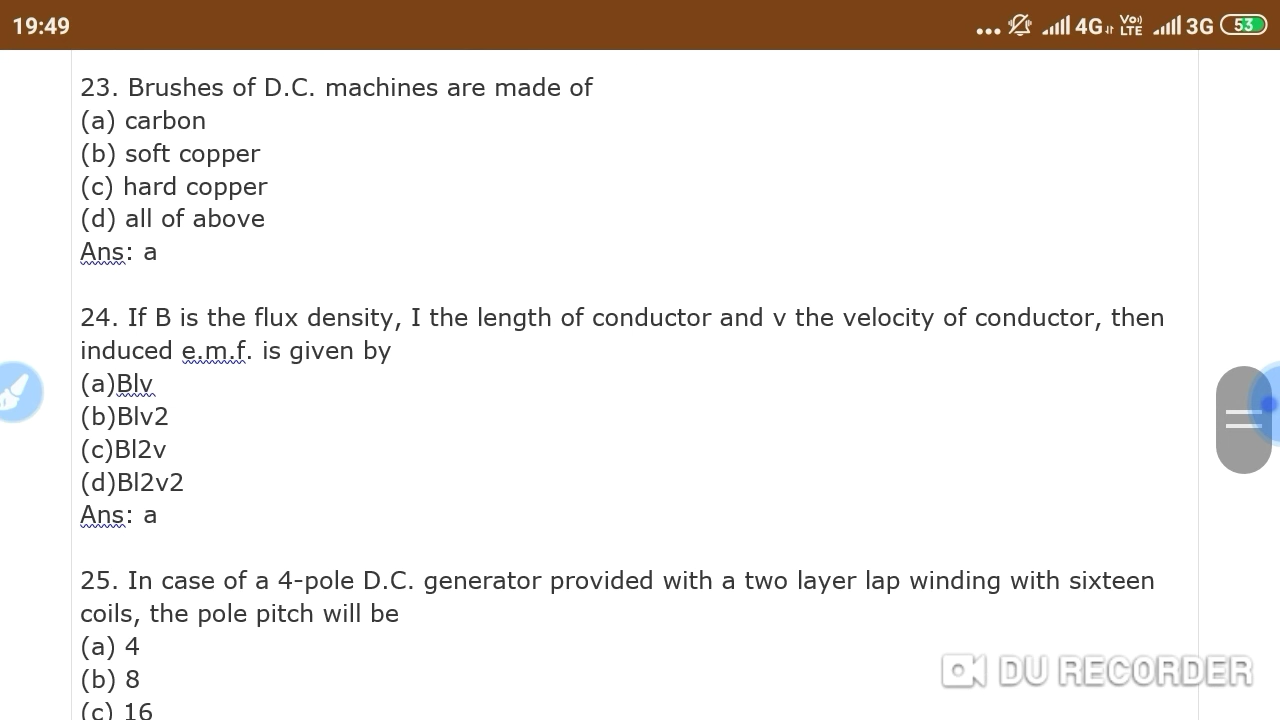 19:49
... 4G Vo) LTE 3G 53
23. Brushes of D.C. machines are made of
(a) carbon
(b) soft copper
(c) hard copper
(d) all of above
Ans: a
24. If B is the flux density, I the length of conductor and v the velocity of conductor, then
induced e.m.f. is given by
(a)Blv
(b)Blv2
(c)Bl2v
(d)Bl2v2
Ans: a
25. In case of a 4-pole D.C. generator provided with a two layer lap winding with sixteen
coils, the pole pitch will be
(a) 4
(b) 8
(c) 16
DU RECORDER